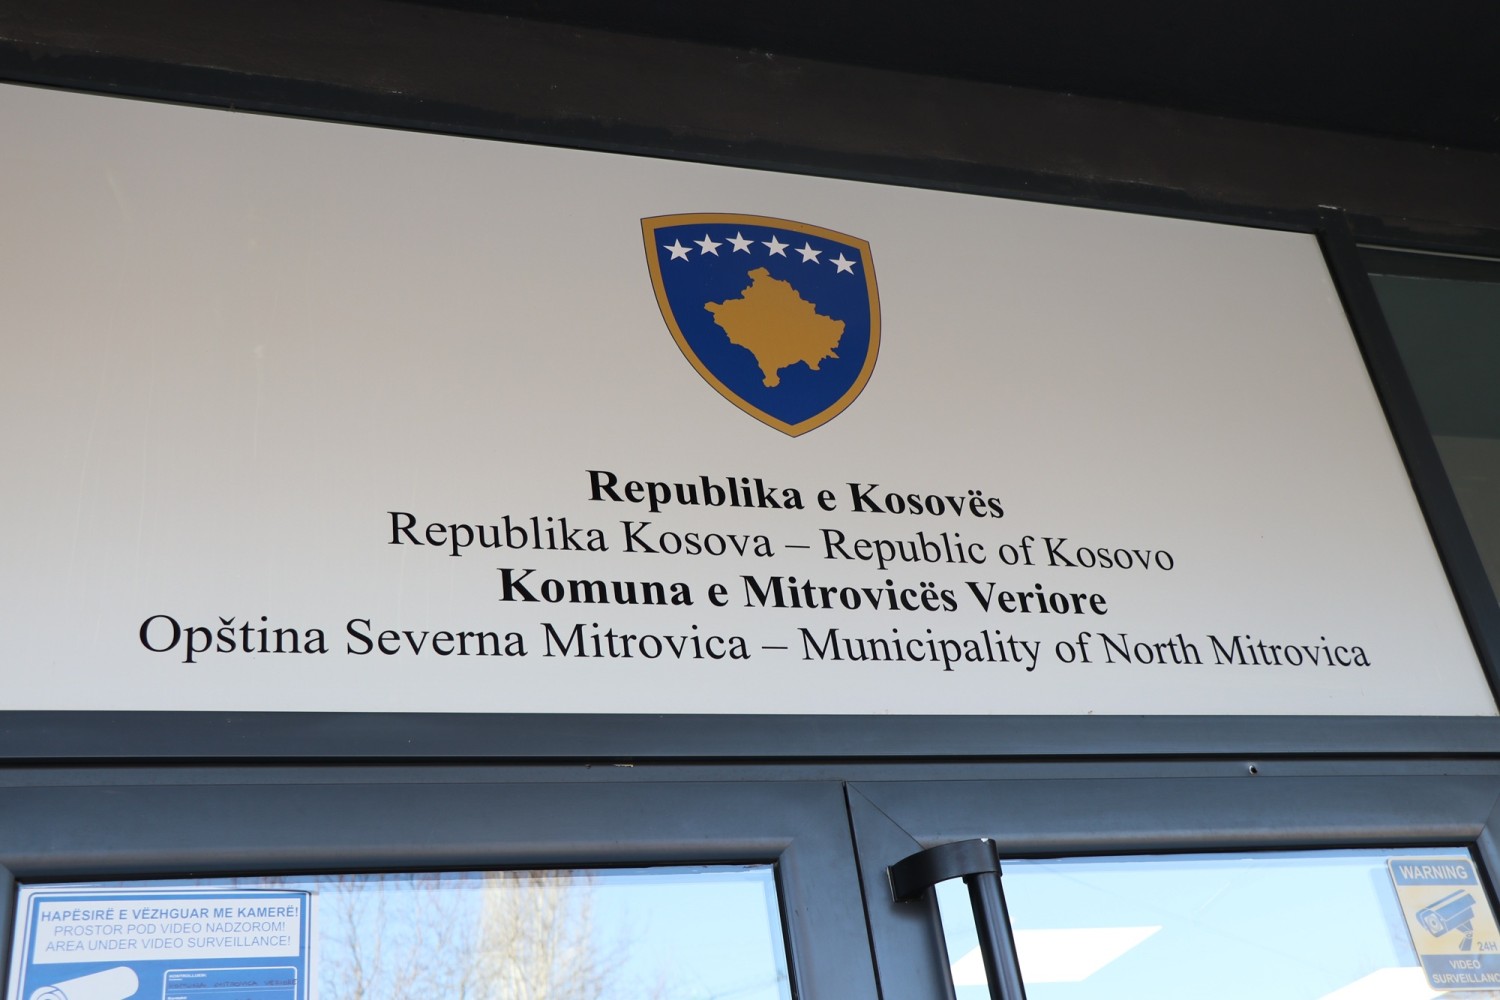 Republika e Kosovës
Republika Kosova – Republic of Kosovo
Komuna e Mitrovicës Veriore
Opština Severna Mitrovica – Municipality of North Mitrovica
HAPËSIRË E VËZHGUAR ME KAMERË!
PROSTOR POD VIDEO NADZOROM!
AREA UNDER VIDEO SURVEILLANCE!
WARNING
24H
VIDEO
SURVEILLANC